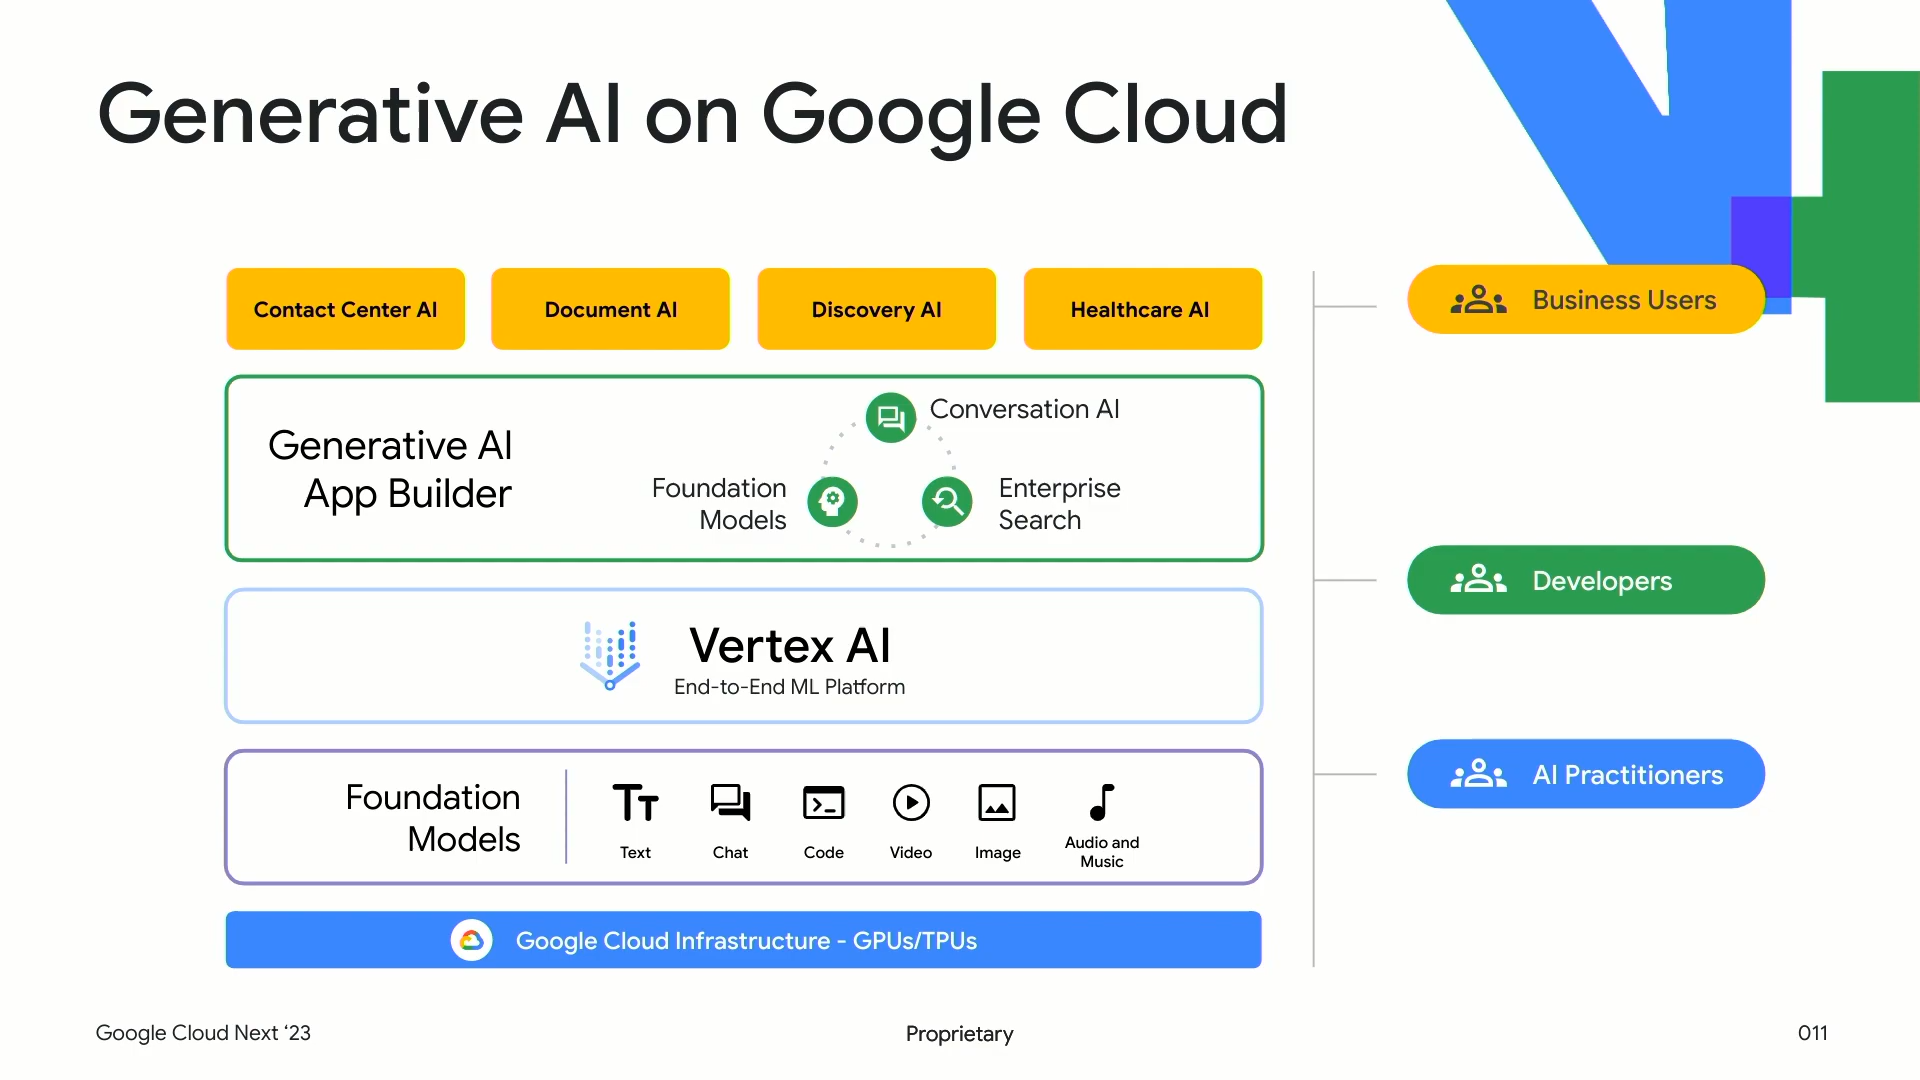 Generative AI on Google Cloud
Contact Center AI
Document AI
Discovery AI
Healthcare AI
Business Users
Generative AI
App Builder
Conversation AI
Foundation
Models
Enterprise
Search
Developers
Vertex AI
End-to-End ML Platform
AI Practitioners
Foundation
Models
Text
Chat
Code
Video
Image
Audio and
Music
Google Cloud Infrastructure - GPUs/TPUs
Google Cloud Next ‘23
Proprietary
011